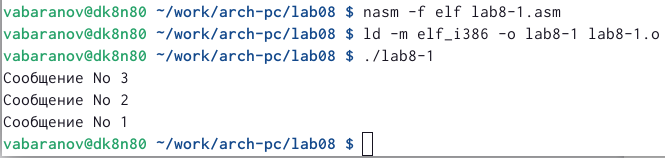 vabaranov@dk8n80 ~/work/arch-pc/lab08 $ nasm -f elf lab8-1.asm
vabaranov@dk8n80 ~/work/arch-pc/lab08 $ ld -m elf_i386 -o lab8-1 lab8-1.o
vabaranov@dk8n80 ~/work/arch-pc/lab08 $ ./lab8-1
Сообщение No 3
Сообщение No 2
Сообщение No 1
vabaranov@dk8n80 ~/work/arch-pc/lab08 $